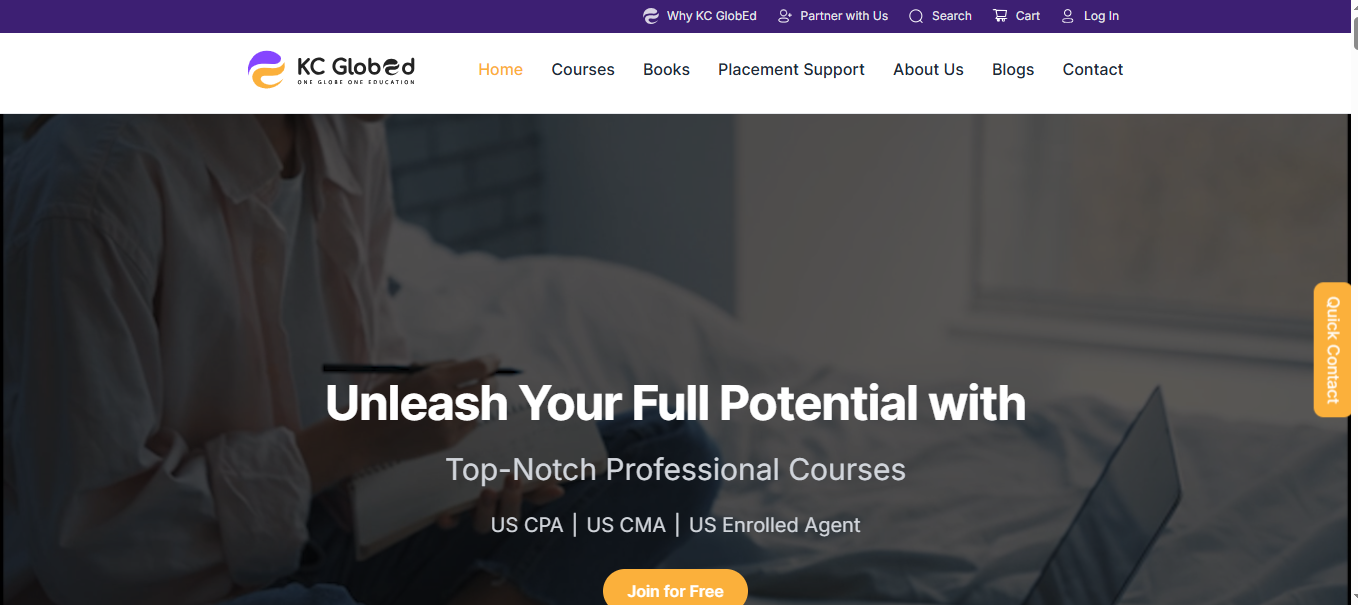 Why KC GlobEd Partner with Us Search Cart Log In
KC GlobEd
ONE GLOBE ONE EDUCATION
Home Courses Books Placement Support About Us Blogs Contact
Quick Contact
Unleash Your Full Potential with
Top-Notch Professional Courses
US CPA | US CMA | US Enrolled Agent
Join for Free